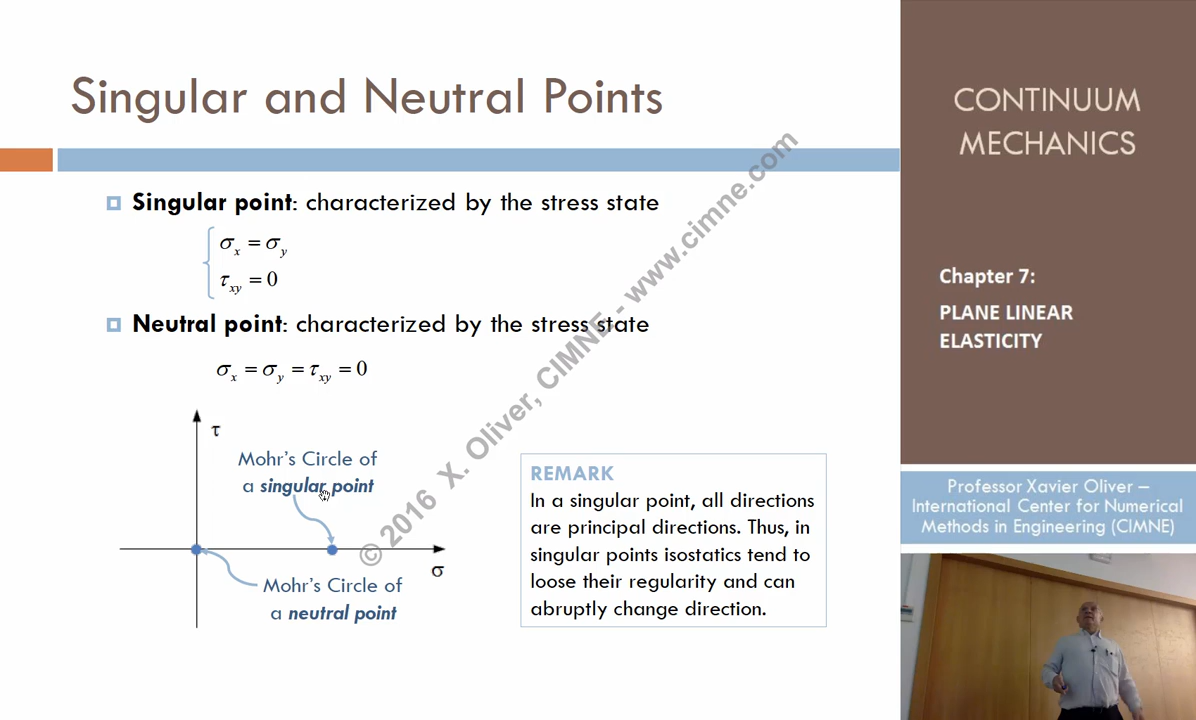 Singular and Neutral Points
Singular point: characterized by the stress state
σx = σy
τxy = 0
Neutral point: characterized by the stress state
σx = σy = τxy = 0
τ
Mohr's Circle of
a singular point
σ
Mohr's Circle of
a neutral point
REMARK
In a singular point, all directions
are principal directions. Thus, in
singular points isostatics tend to
loose their regularity and can
abruptly change direction.
© 2016 X. Oliver, CIMNE - www.cimne.com
CONTINUUM
MECHANICS
Chapter 7:
PLANE LINEAR
ELASTICITY
Professor Xavier Oliver –
International Center for Numerical
Methods in Engineering (CIMNE)